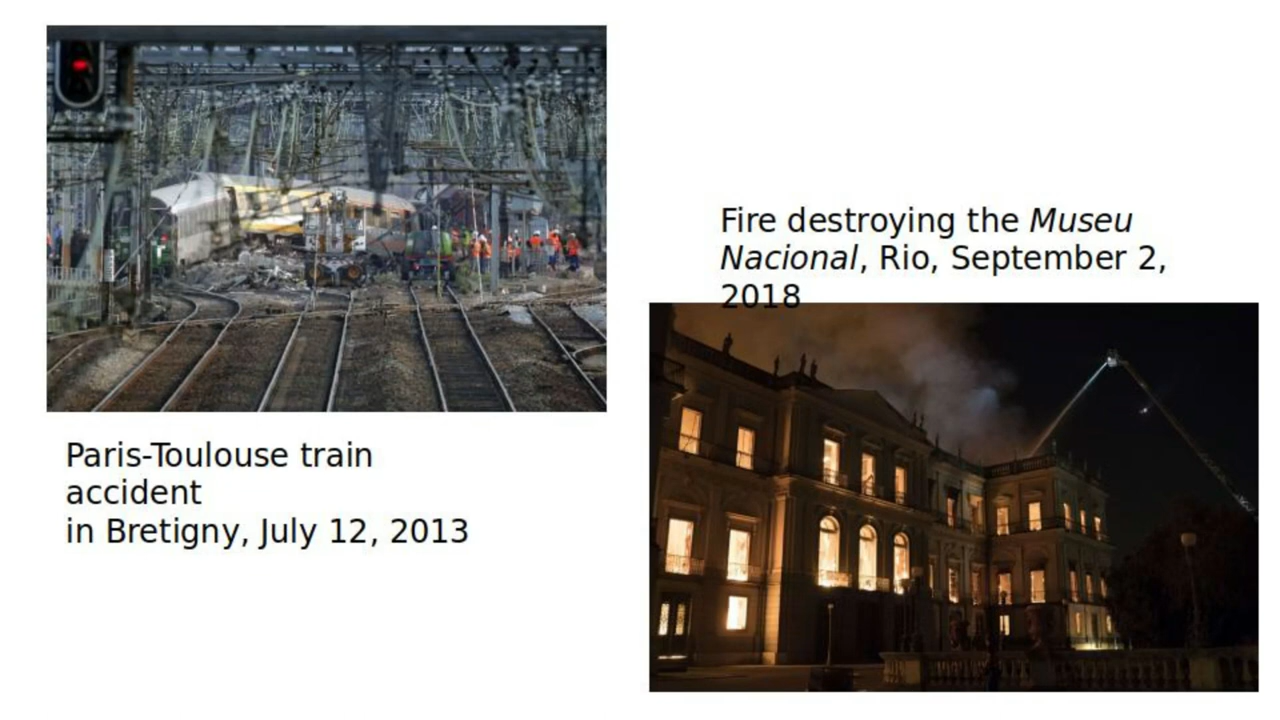 Fire destroying the Museu
Nacional, Rio, September 2,
2018
Paris-Toulouse train
accident
in Bretigny, July 12, 2013